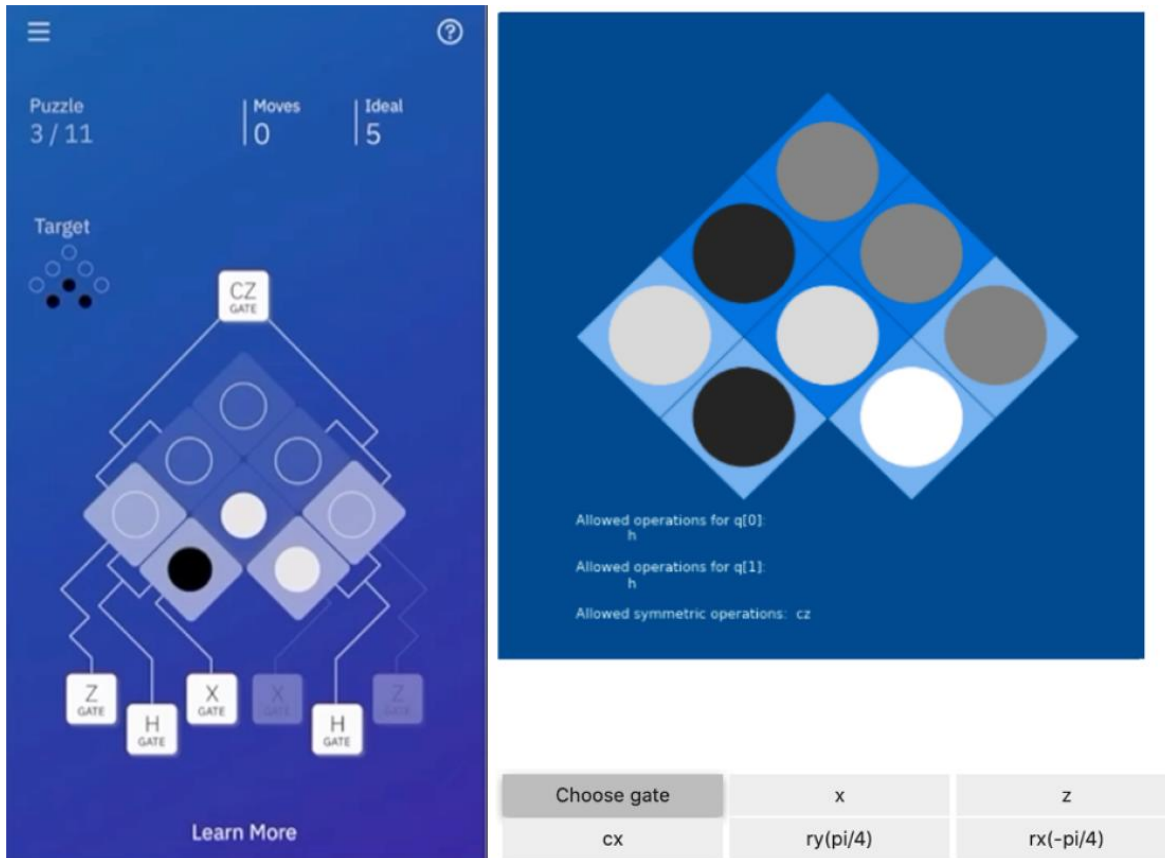 Puzzle
3 / 11
Moves
0
Ideal
5
Target
CZ
GATE
Z
GATE
H
GATE
X
GATE
X
GATE
H
GATE
Z
GATE
Learn More
Allowed operations for q[0]:
h
Allowed operations for q[1]:
h
Allowed symmetric operations: cz
Choose gate x z
cx ry(pi/4) rx(-pi/4)